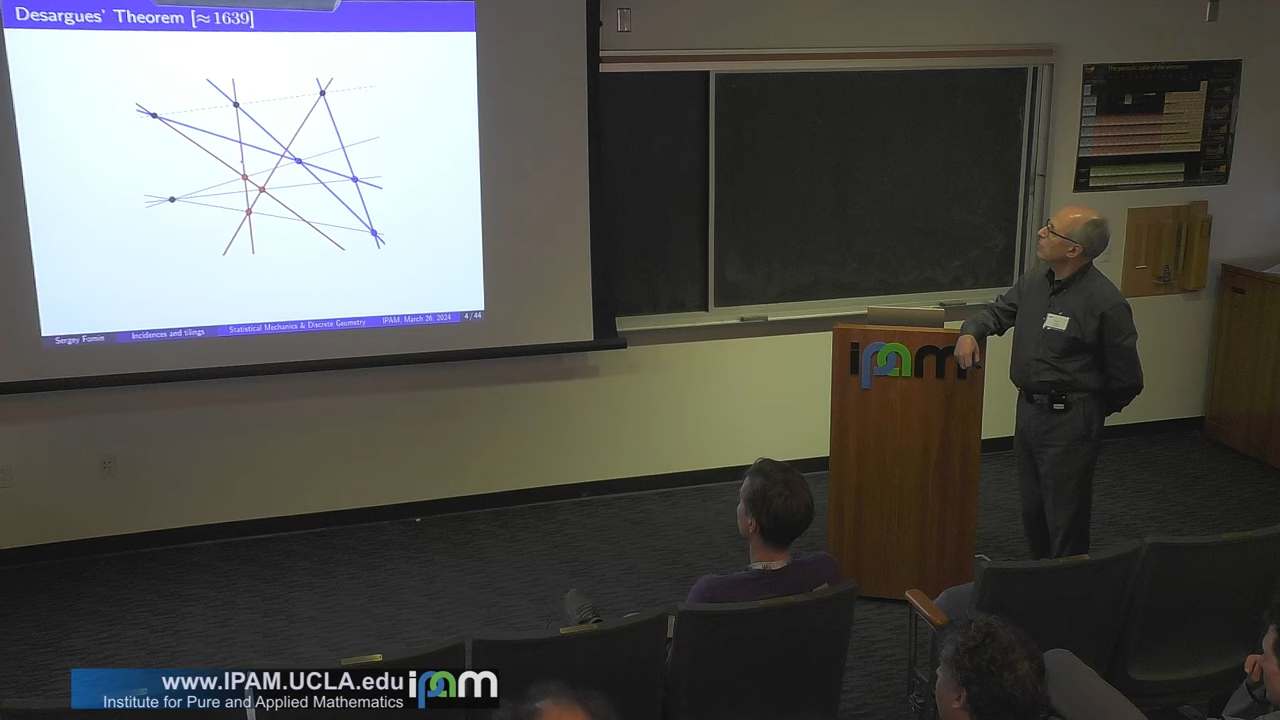 Desargues' Theorem [≈1639]
Sergey Fomin Incidences and tilings Statistical Mechanics & Discrete Geometry IPAM, March 26, 2024 4 / 44
ipam
www.IPAM.UCLA.edu ipam
Institute for Pure and Applied Mathematics